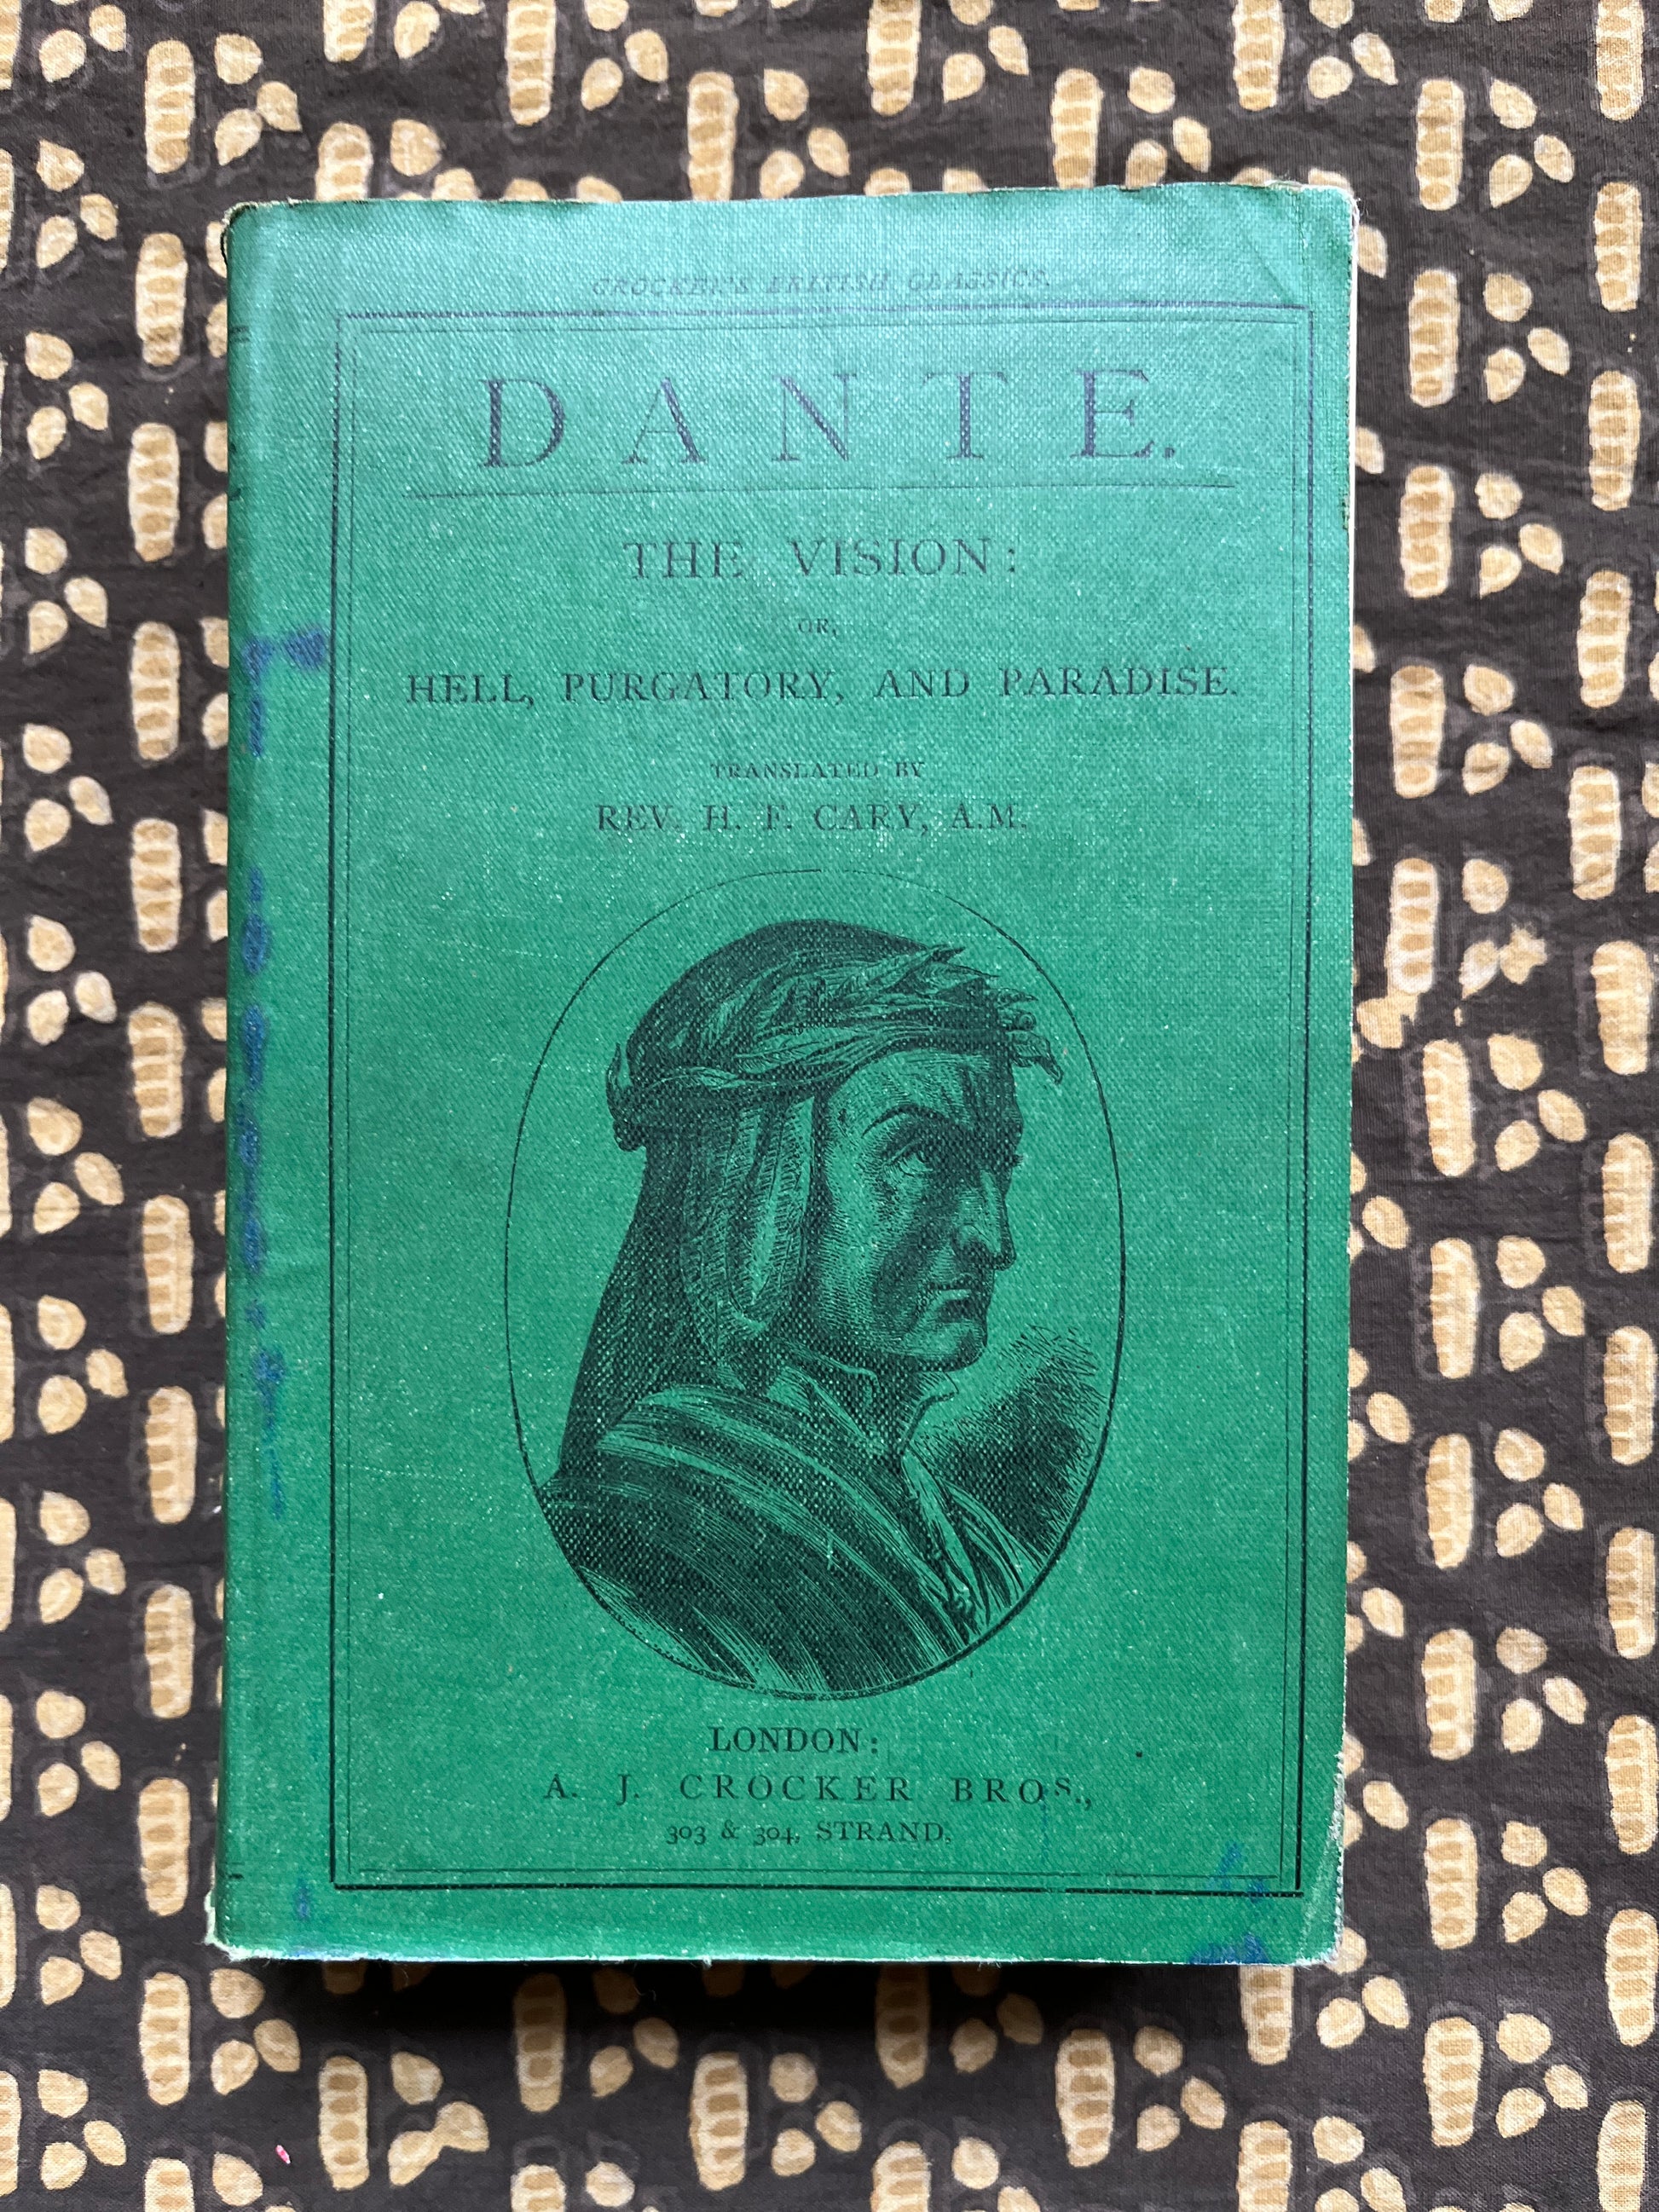 CROCKER'S BRITISH CLASSICS.
DANTE.
THE VISION:
OR,
HELL, PURGATORY, AND PARADISE.
TRANSLATED BY
REV. H. F. CARY, A.M.
LONDON:
A. J. CROCKER BROS.,
303 & 304, STRAND.